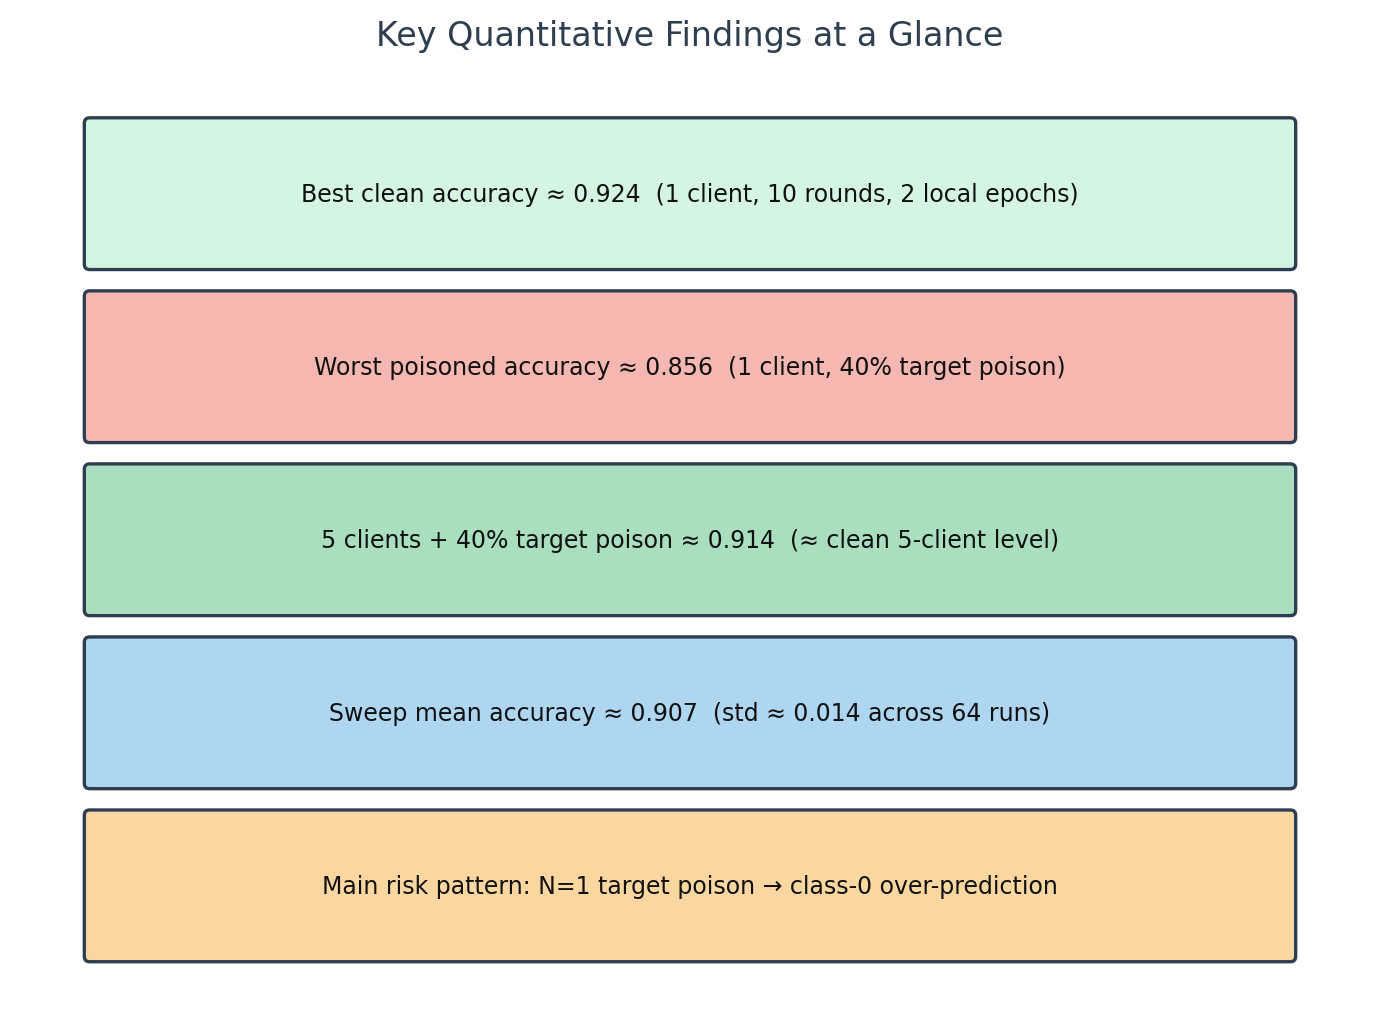 Key Quantitative Findings at a Glance
Best clean accuracy ≈ 0.924  (1 client, 10 rounds, 2 local epochs)
Worst poisoned accuracy ≈ 0.856  (1 client, 40% target poison)
5 clients + 40% target poison ≈ 0.914  (≈ clean 5-client level)
Sweep mean accuracy ≈ 0.907  (std ≈ 0.014 across 64 runs)
Main risk pattern: N=1 target poison → class-0 over-prediction